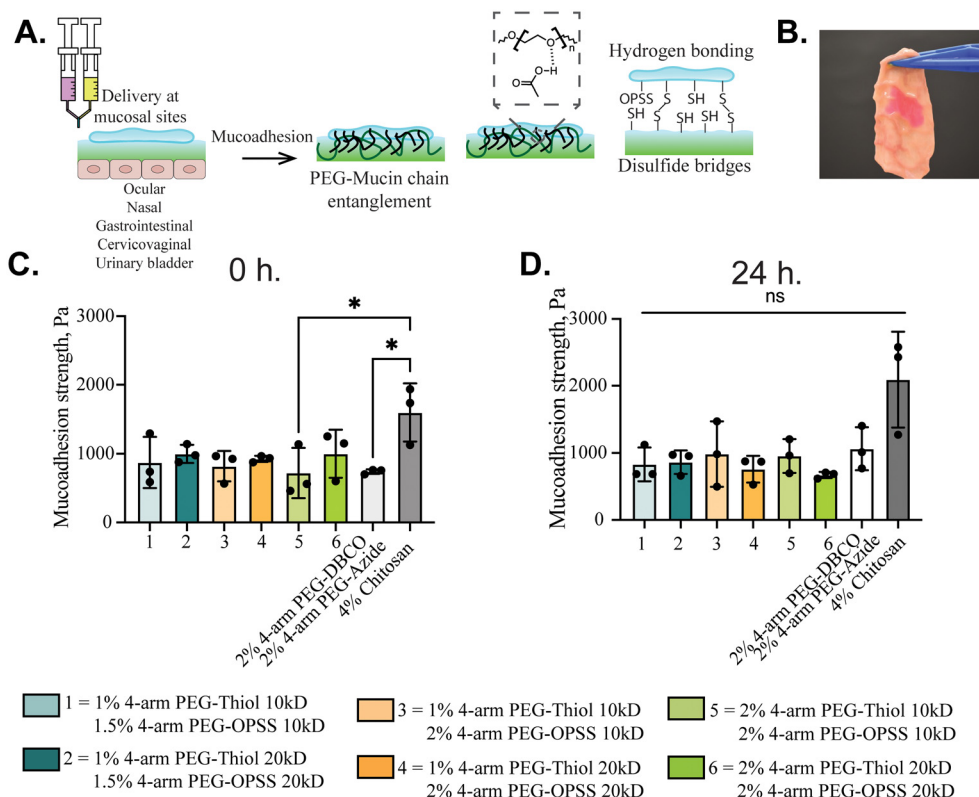 A.
B.
Delivery at
mucosal sites
Ocular
Nasal
Gastrointestinal
Cervicovaginal
Urinary bladder
Mucoadhesion
PEG-Mucin chain
entanglement
O
O
n
O
O
H
Hydrogen bonding
OPSS
S
SH
S
SH
S
SH
S
Disulfide bridges
C.
0 h.
Mucoadhesion strength, Pa
3000
2000
1000
0
*
*
1
2
3
4
5
6
2% 4-arm PEG-DBCO
2% 4-arm PEG-Azide
4% Chitosan
D.
24 h.
ns
Mucoadhesion strength, Pa
3000
2000
1000
0
1
2
3
4
5
6
2% 4-arm PEG-DBCO
2% 4-arm PEG-Azide
4% Chitosan
1 = 1% 4-arm PEG-Thiol 10kD
1.5% 4-arm PEG-OPSS 10kD
2 = 1% 4-arm PEG-Thiol 20kD
1.5% 4-arm PEG-OPSS 20kD
3 = 1% 4-arm PEG-Thiol 10kD
2% 4-arm PEG-OPSS 10kD
4 = 1% 4-arm PEG-Thiol 20kD
2% 4-arm PEG-OPSS 20kD
5 = 2% 4-arm PEG-Thiol 10kD
2% 4-arm PEG-OPSS 10kD
6 = 2% 4-arm PEG-Thiol 20kD
2% 4-arm PEG-OPSS 20kD